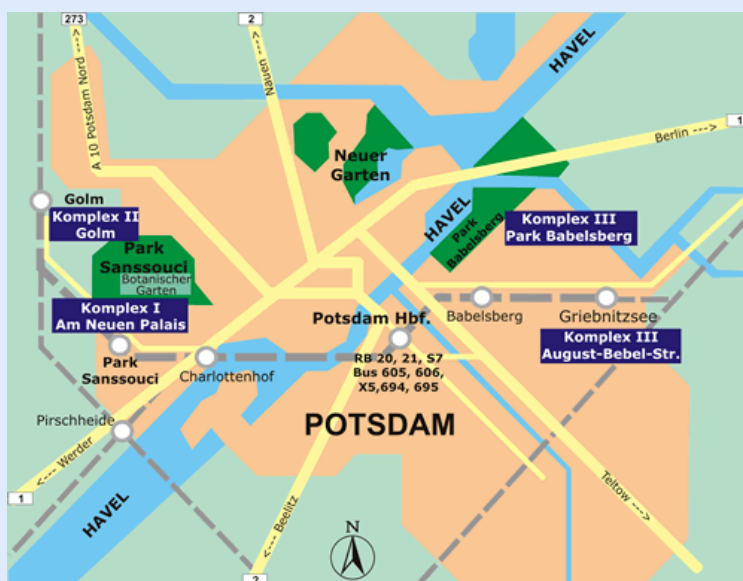 273
2
HAVEL
A 10 Potsdam Nord --->
Nauen --->
1
Berlin --->
Neuer
Garten
Golm
Komplex II
Golm
HAVEL
Park
Babelsberg
Komplex III
Park Babelsberg
Park
Sanssouci
Botanischer
Garten
Komplex I
Am Neuen Palais
Potsdam Hbf.
Babelsberg
Griebnitzsee
Komplex III
August-Bebel-Str.
Park
Sanssouci
Charlottenhof
RB 20, 21, S7
Bus 605, 606,
X5,694, 695
Pirschheide
POTSDAM
<--- Werder
1
HAVEL
<--- Beelitz
Teltow --->
N
2